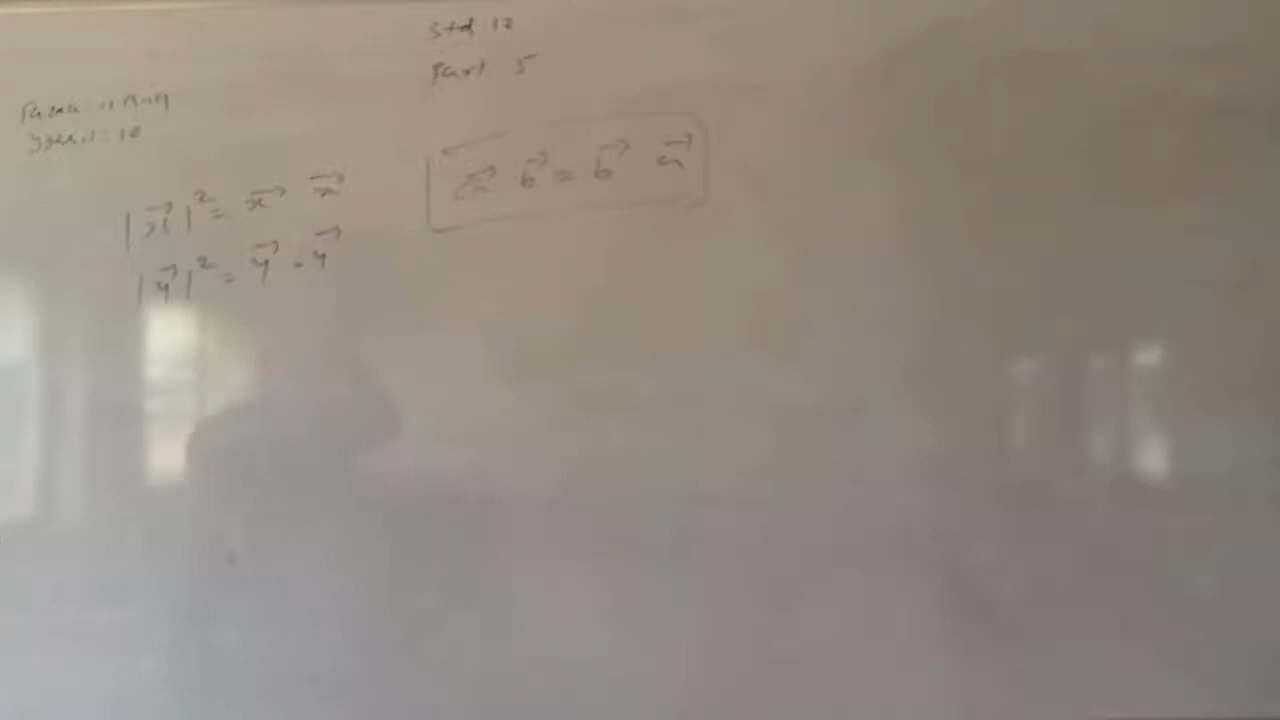 Std 12
Part 5
|x⃗|² = x⃗ x⃗
|y⃗|² = y⃗ . y⃗
a⃗ b⃗ = b⃗ a⃗